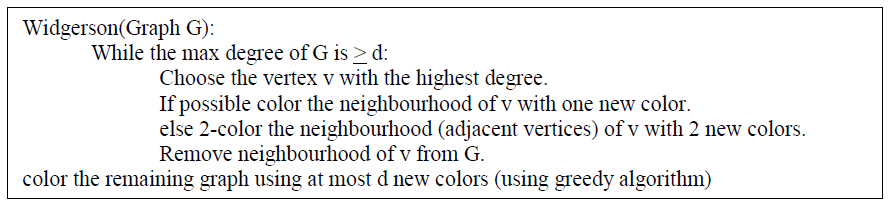 Widgerson(Graph G):
While the max degree of G is ≥ d:
Choose the vertex v with the highest degree.
If possible color the neighbourhood of v with one new color.
else 2-color the neighbourhood (adjacent vertices) of v with 2 new colors.
Remove neighbourhood of v from G.
color the remaining graph using at most d new colors (using greedy algorithm)